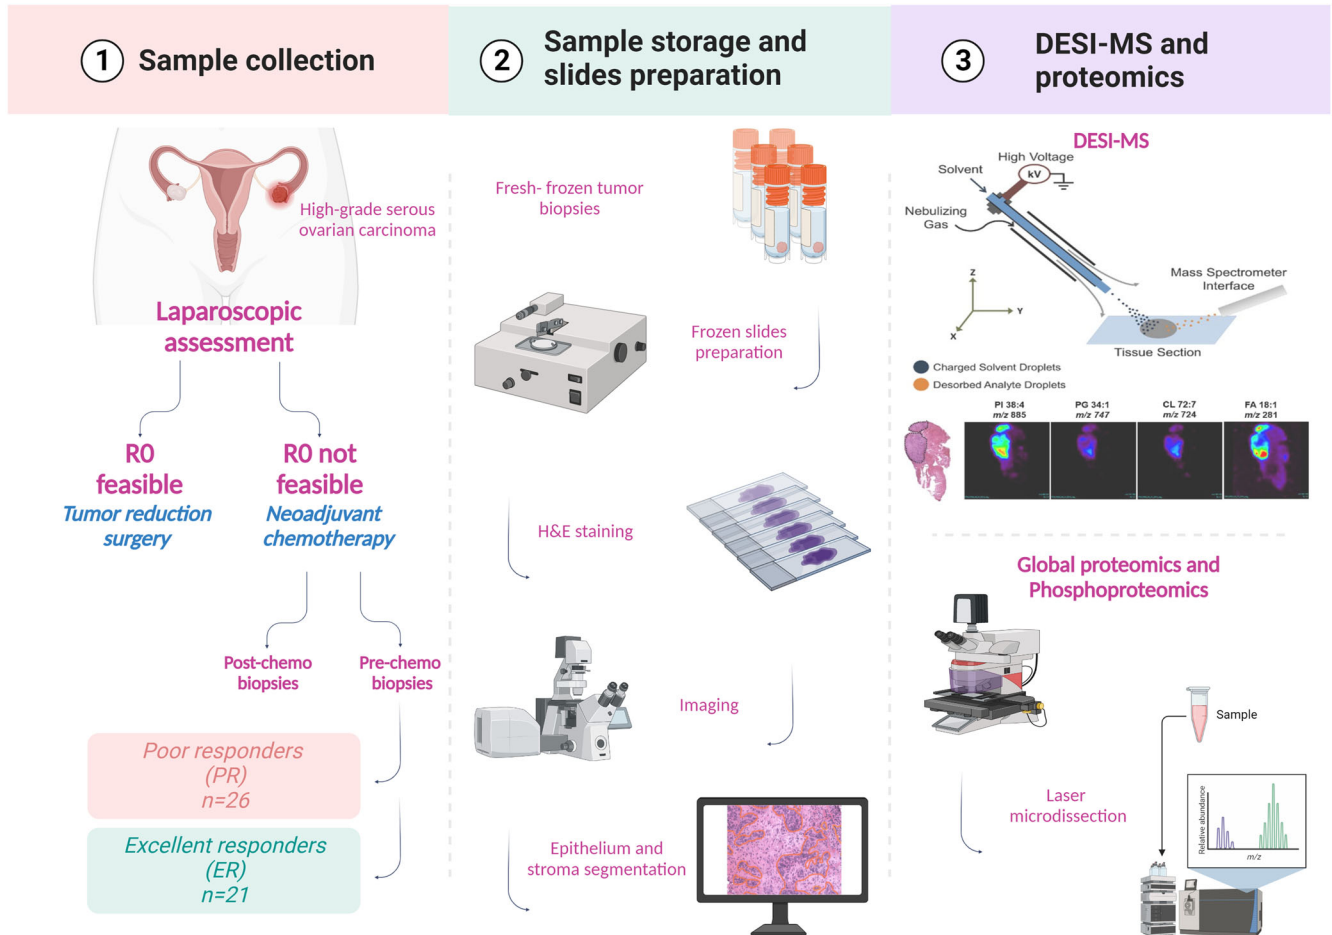 1 Sample collection
High-grade serous
ovarian carcinoma
Laparoscopic
assessment
R0
feasible
Tumor reduction
surgery
R0 not
feasible
Neoadjuvant
chemotherapy
Post-chemo
biopsies
Pre-chemo
biopsies
Poor responders
(PR)
n=26
Excellent responders
(ER)
n=21
2 Sample storage and
slides preparation
Fresh- frozen tumor
biopsies
Frozen slides
preparation
H&E staining
Imaging
Epithelium and
stroma segmentation
3 DESI-MS and
proteomics
DESI-MS
High Voltage
kV
Solvent
Nebulizing
Gas
Mass Spectrometer
Interface
Z
Y
X
Tissue Section
Charged Solvent Droplets
Desorbed Analyte Droplets
PI 38:4
m/z 885
PG 34:1
m/z 747
CL 72:7
m/z 724
FA 18:1
m/z 281
Global proteomics and
Phosphoproteomics
Laser
microdissection
Sample
Relative abundance
m/z